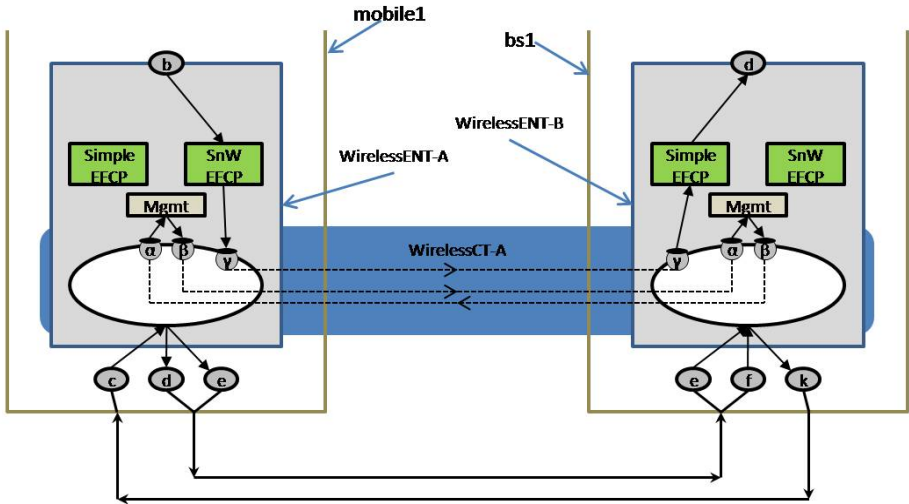 mobile1
bs1
b
d
WirelessENT-B
WirelessENT-A
Simple
EFCP
SnW
EFCP
Simple
EFCP
SnW
EFCP
Mgmt
Mgmt
α
β
γ
WirelessCT-A
γ
α
β
c
d
e
e
f
k